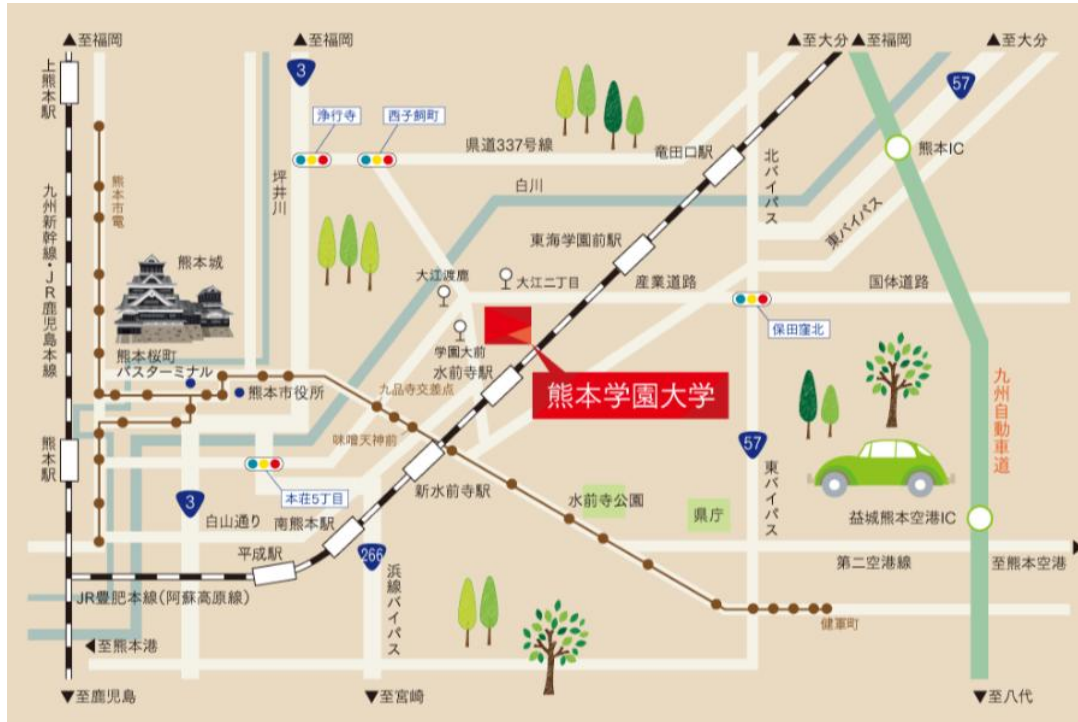 ▲至福岡
▲至福岡
▲至大分
▲至福岡
▲至大分
上熊本駅
3
57
浄行寺
西子飼町
県道337号線
竜田口駅
北バイパス
熊本IC
熊本市電
坪井川
白川
九州新幹線・JR鹿児島本線
東バイパス
東海学園前駅
熊本城
大江渡鹿
大江二丁目
産業道路
国体道路
保田窪北
学園大前
熊本桜町
バスターミナル
水前寺駅
熊本学園大学
熊本市役所
九品寺交差点
九州自動車道
味噌天神前
熊本駅
57
東バイパス
本荘5丁目
新水前寺駅
水前寺公園
県庁
3
白山通り
南熊本駅
益城熊本空港IC
平成駅
266
第二空港線
至熊本空港▶
浜線バイパス
JR豊肥本線(阿蘇高原線)
健軍町
◀至熊本港
▼至鹿児島
▼至宮崎
▼至八代